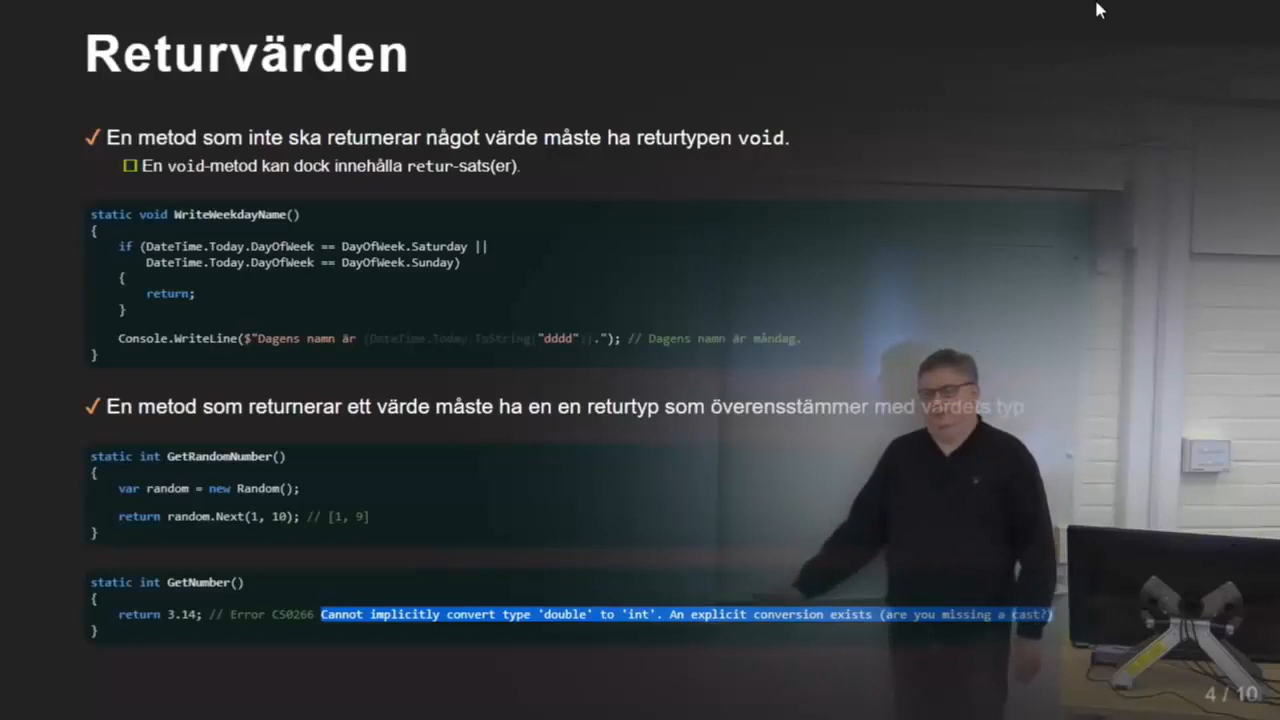 Returvärden
✓ En metod som inte ska returnerar något värde måste ha returtypen void.
En void-metod kan dock innehålla retur-sats(er).
static void WriteWeekdayName()
{
if (DateTime.Today.DayOfWeek == DayOfWeek.Saturday ||
DateTime.Today.DayOfWeek == DayOfWeek.Sunday)
{
return;
}
Console.WriteLine($"Dagens namn är {DateTime.Today.ToString("dddd")}."); // Dagens namn är måndag.
}
✓ En metod som returnerar ett värde måste ha en en returtyp som överensstämmer med värdets typ
static int GetRandomNumber()
{
var random = new Random();
return random.Next(1, 10); // [1, 9]
}
static int GetNumber()
{
return 3.14; // Error CS0266 Cannot implicitly convert type 'double' to 'int'. An explicit conversion exists (are you missing a cast?)
}
4 / 10